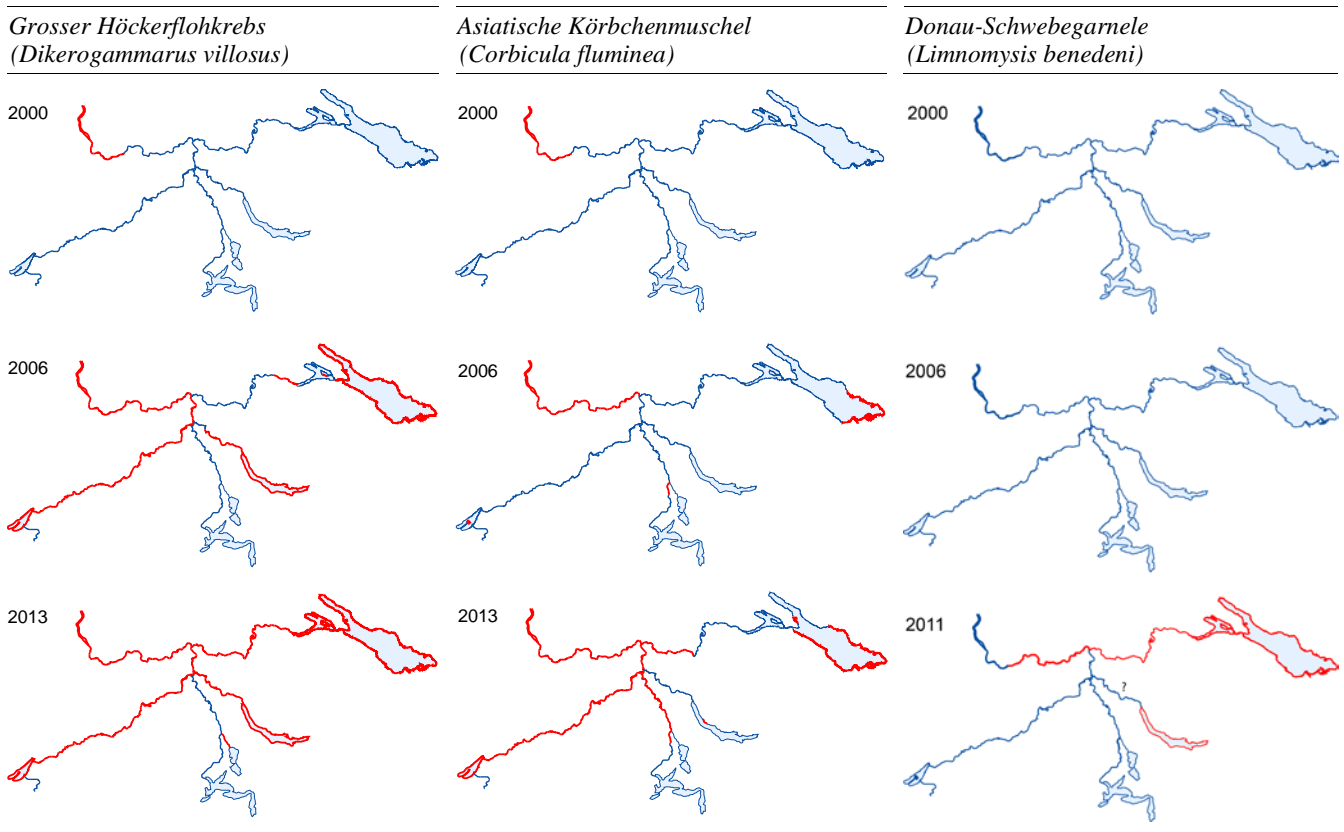 Grosser Höckerflohkrebs
(Dikerogammarus villosus)
Asiatische Körbchenmuschel
(Corbicula fluminea)
Donau-Schwebegarnele
(Limnomysis benedeni)
2000
2000
2000
2006
2006
2006
2013
2013
2011
?